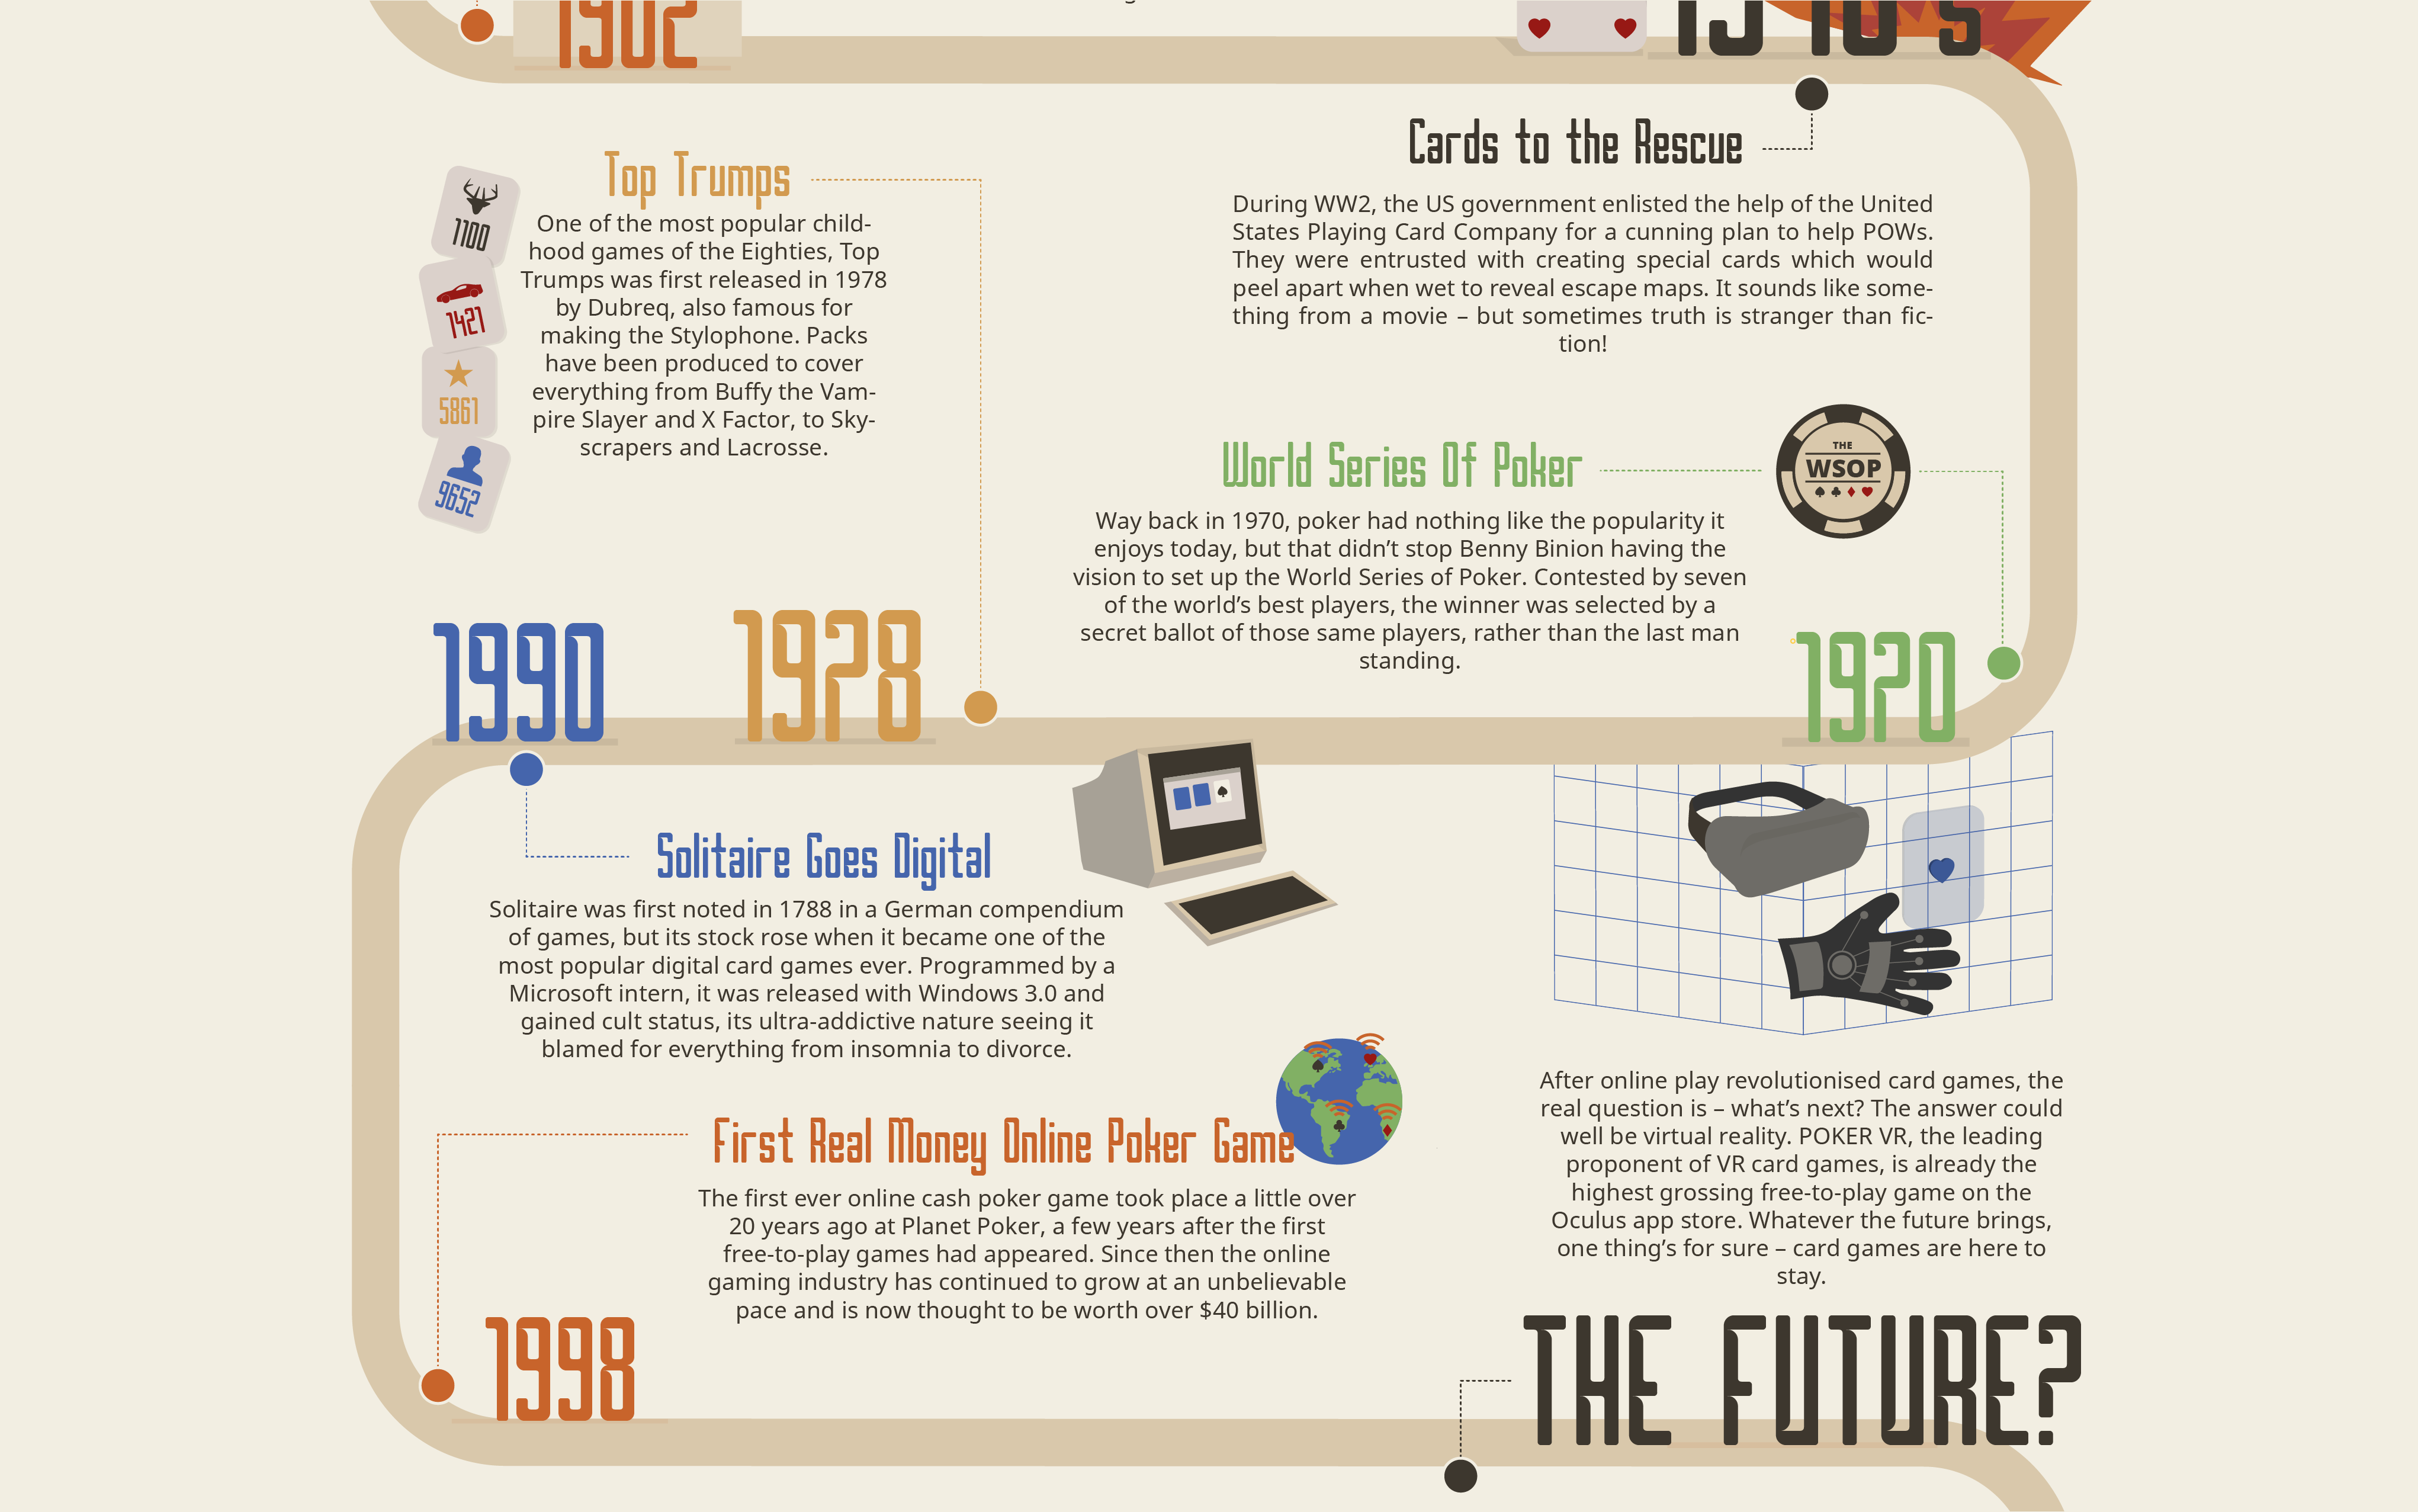 1902
1940's
Cards to the Rescue
During WW2, the US government enlisted the help of the United
States Playing Card Company for a cunning plan to help POWs.
They were entrusted with creating special cards which would
peel apart when wet to reveal escape maps. It sounds like some-
thing from a movie – but sometimes truth is stranger than fic-
tion!
THE
WSOP
World Series Of Poker
Way back in 1970, poker had nothing like the popularity it
enjoys today, but that didn’t stop Benny Binion having the
vision to set up the World Series of Poker. Contested by seven
of the world’s best players, the winner was selected by a
secret ballot of those same players, rather than the last man
standing.
1970
Top Trumps
One of the most popular child-
hood games of the Eighties, Top
Trumps was first released in 1978
by Dubreq, also famous for
making the Stylophone. Packs
have been produced to cover
everything from Buffy the Vam-
pire Slayer and X Factor, to Sky-
scrapers and Lacrosse.
1100
1421
5861
9652
1978
1990
Solitaire Goes Digital
Solitaire was first noted in 1788 in a German compendium
of games, but its stock rose when it became one of the
most popular digital card games ever. Programmed by a
Microsoft intern, it was released with Windows 3.0 and
gained cult status, its ultra-addictive nature seeing it
blamed for everything from insomnia to divorce.
First Real Money Online Poker Game
The first ever online cash poker game took place a little over
20 years ago at Planet Poker, a few years after the first
free-to-play games had appeared. Since then the online
gaming industry has continued to grow at an unbelievable
pace and is now thought to be worth over $40 billion.
1998
After online play revolutionised card games, the
real question is – what’s next? The answer could
well be virtual reality. POKER VR, the leading
proponent of VR card games, is already the
highest grossing free-to-play game on the
Oculus app store. Whatever the future brings,
one thing’s for sure – card games are here to
stay.
THE FUTURE?